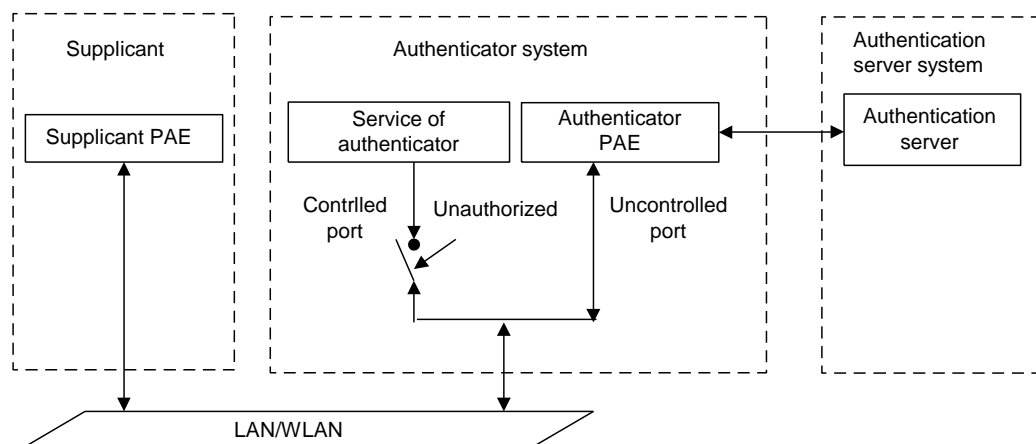 Supplicant
Authenticator system
Authentication
server system
Supplicant PAE
Service of
authenticator
Authenticator
PAE
Authentication
server
Contrlled
port
Unauthorized
Uncontrolled
port
LAN/WLAN